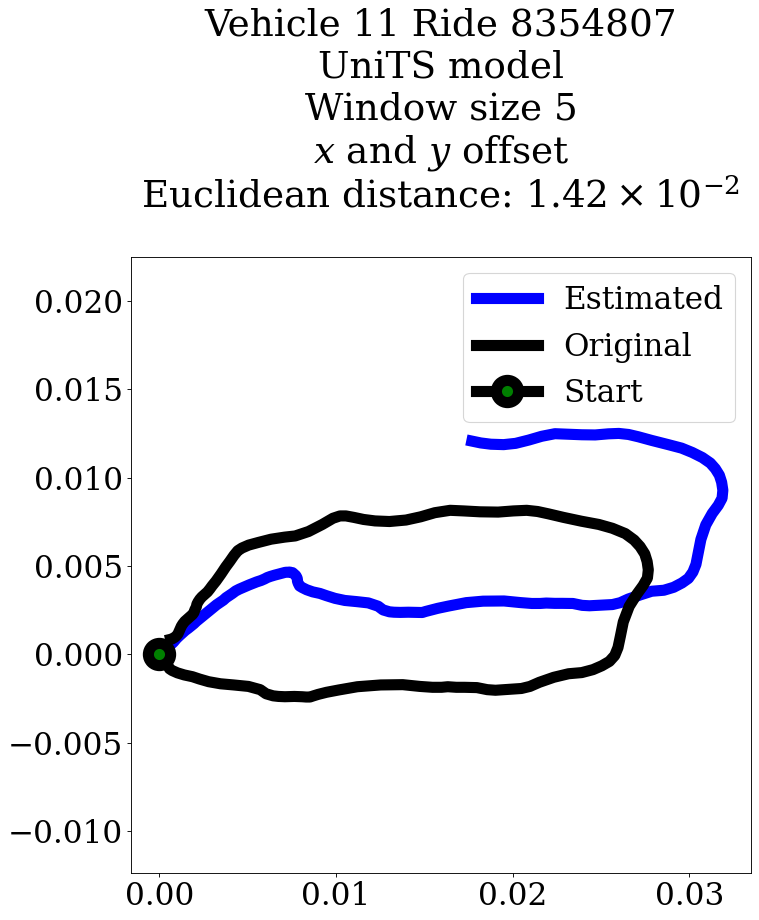 Vehicle 11 Ride 8354807
UniTS model
Window size 5
x and y offset
Euclidean distance: 1.42 × 10⁻²
Estimated
Original
Start
0.020
0.015
0.010
0.005
0.000
−0.005
−0.010
0.00 0.01 0.02 0.03